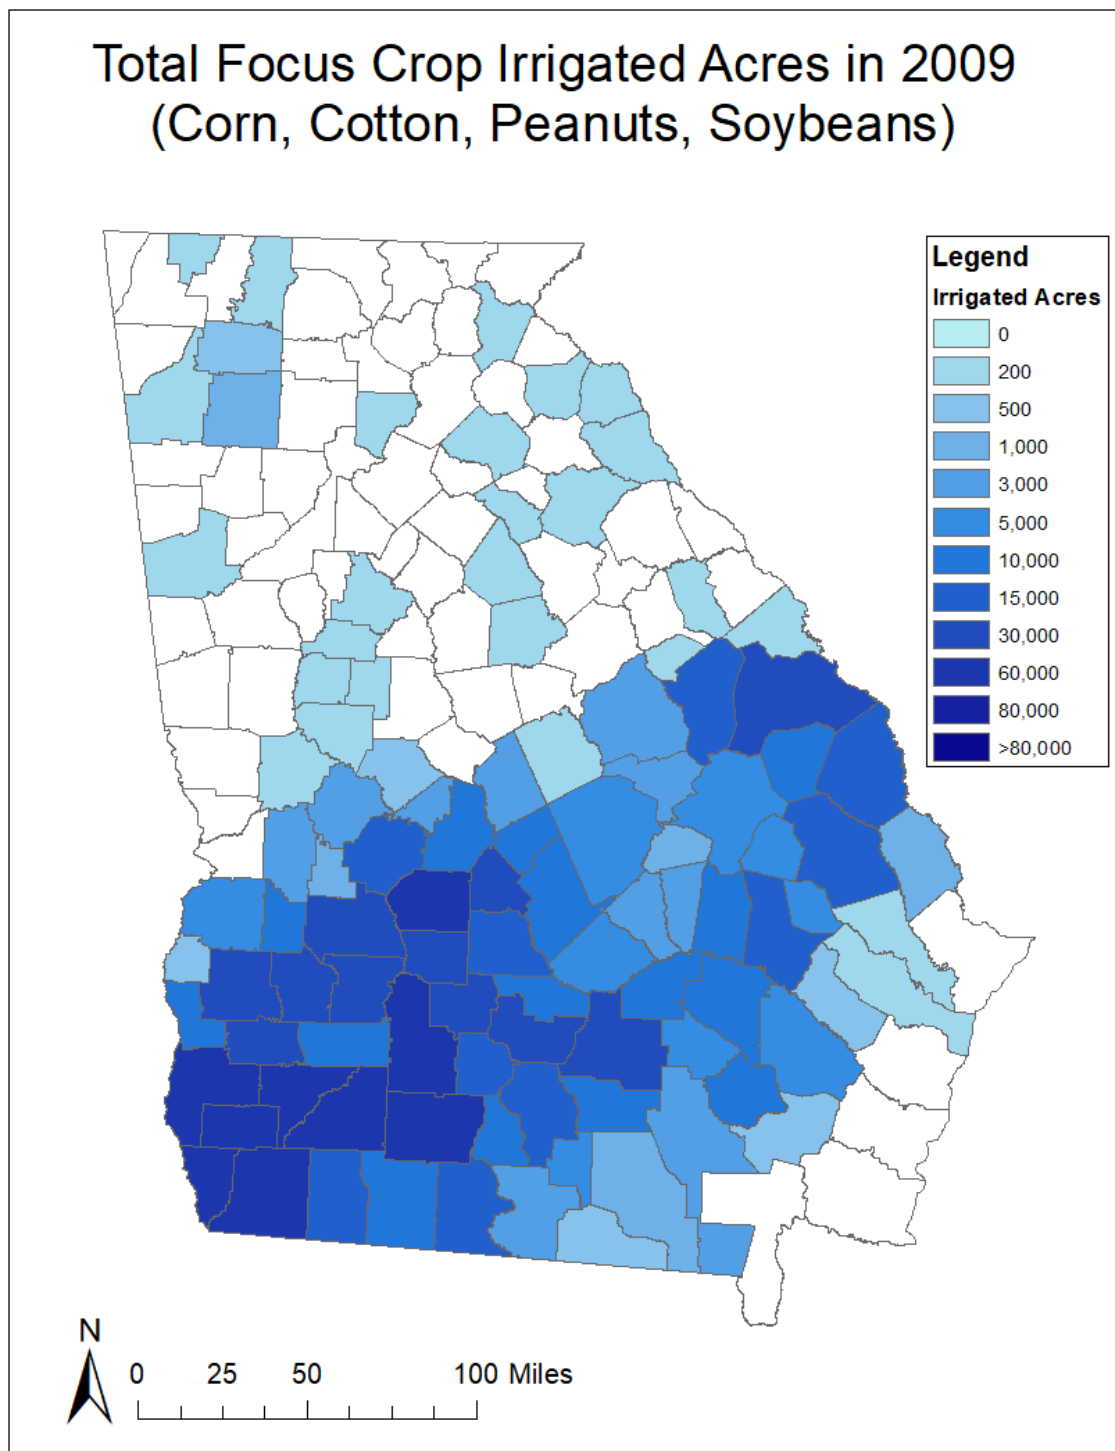 Total Focus Crop Irrigated Acres in 2009
(Corn, Cotton, Peanuts, Soybeans)
Legend
Irrigated Acres
0
200
500
1,000
3,000
5,000
10,000
15,000
30,000
60,000
80,000
>80,000
N
0 25 50 100 Miles